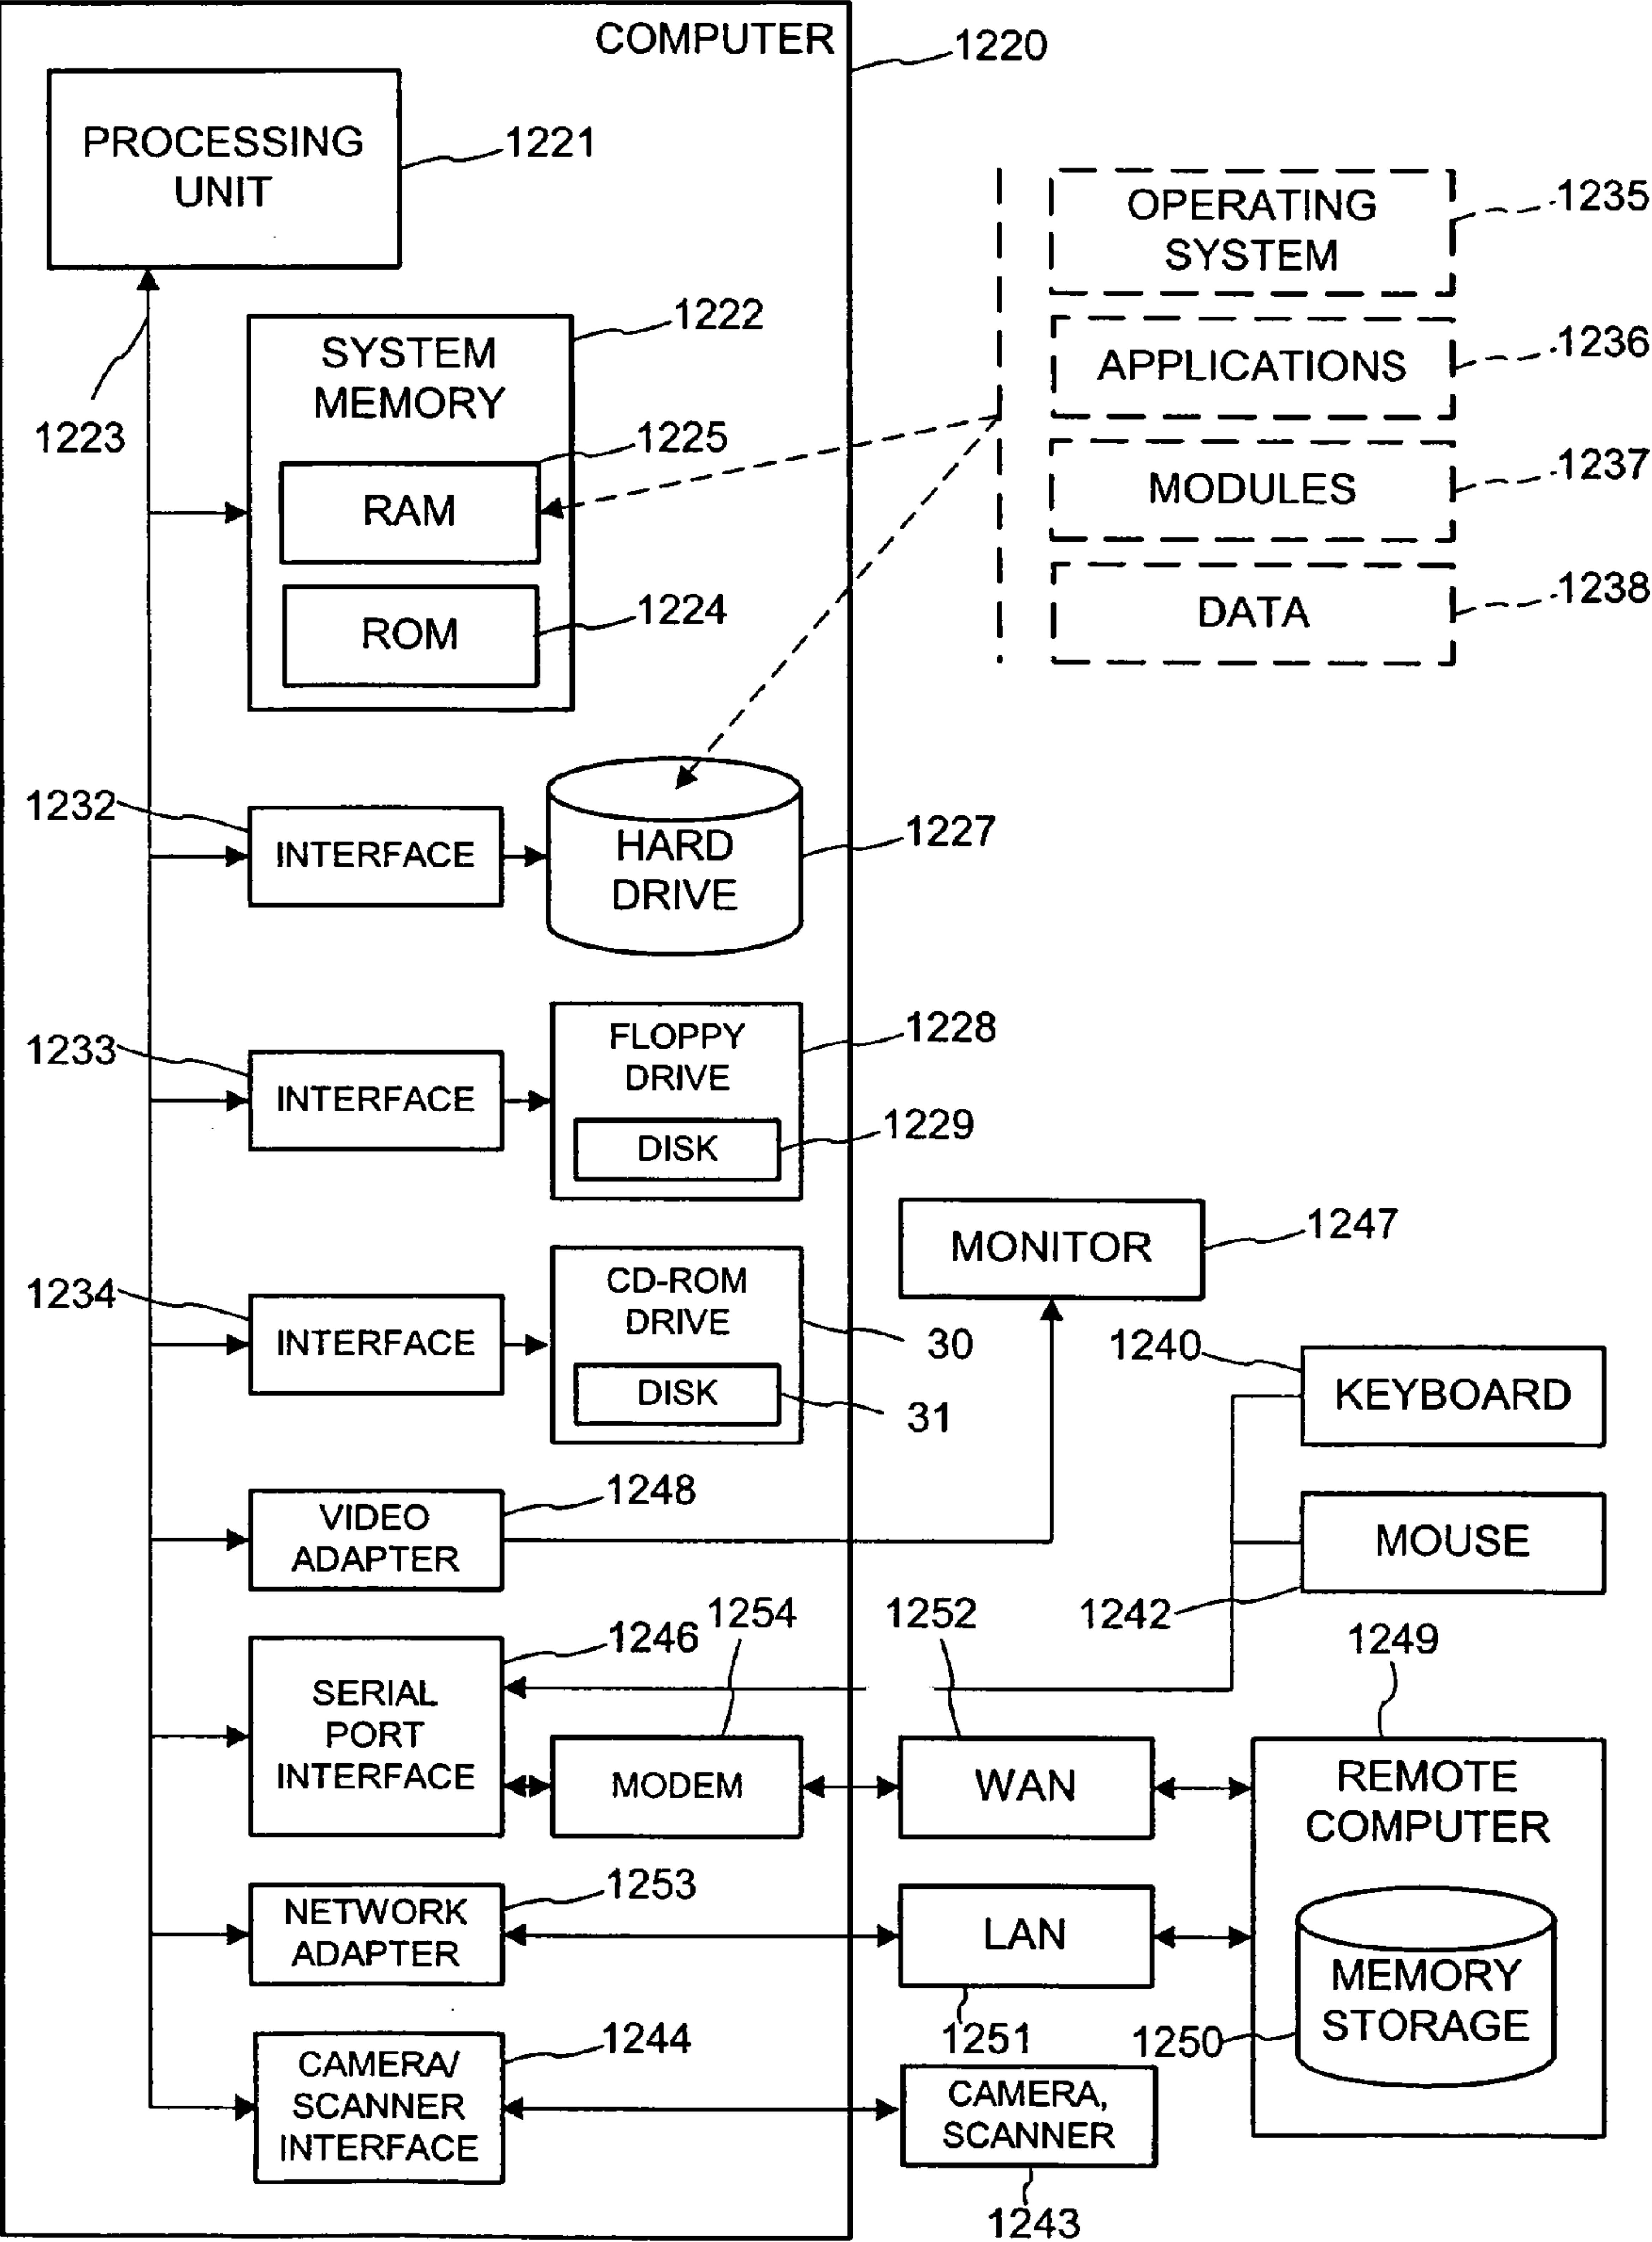 COMPUTER
1220
PROCESSING
UNIT
1221
1223
SYSTEM
MEMORY
1222
RAM
1225
ROM
1224
OPERATING
SYSTEM
1235
APPLICATIONS
1236
MODULES
1237
DATA
1238
1232
INTERFACE
HARD
DRIVE
1227
1233
INTERFACE
FLOPPY
DRIVE
1228
DISK
1229
1234
INTERFACE
CD-ROM
DRIVE
30
DISK
31
MONITOR
1247
1240
KEYBOARD
MOUSE
1242
VIDEO
ADAPTER
1248
SERIAL
PORT
INTERFACE
1246
MODEM
1254
WAN
1252
REMOTE
COMPUTER
1249
MEMORY
STORAGE
1250
NETWORK
ADAPTER
1253
LAN
1251
CAMERA/
SCANNER
INTERFACE
1244
CAMERA,
SCANNER
1243